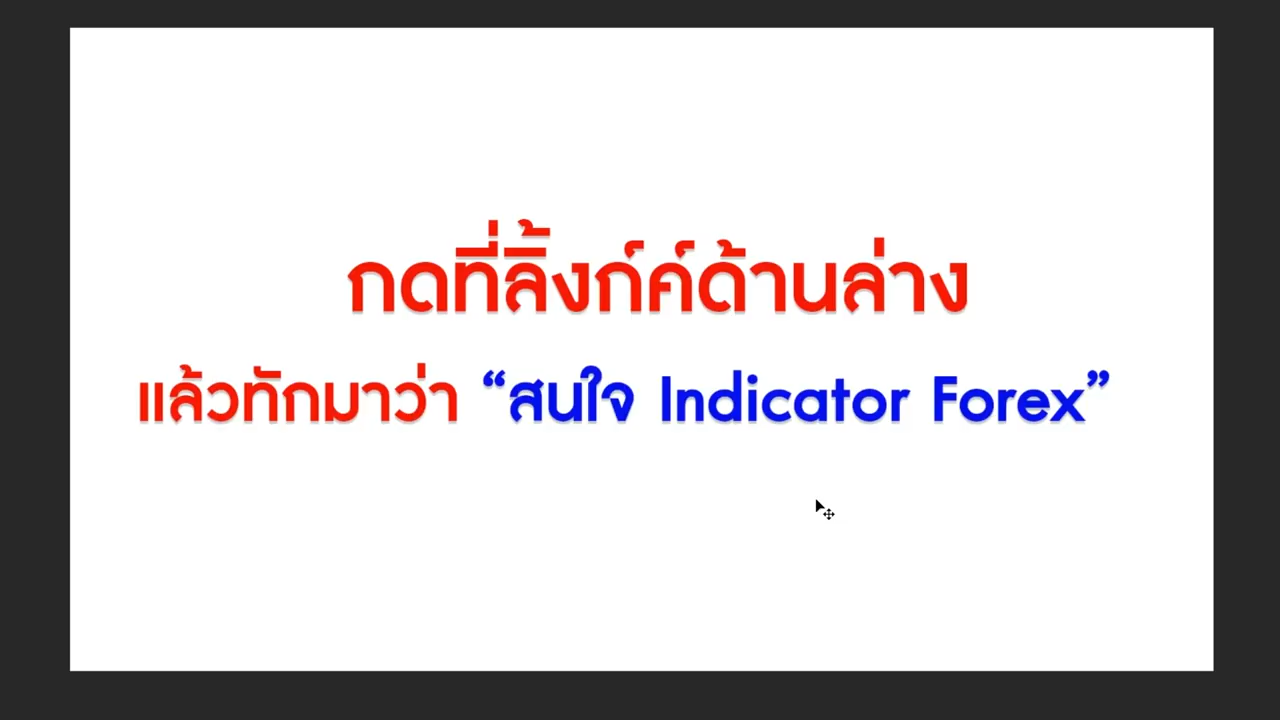 กดที่ลิ้งก์ค์ด้านล่าง
แล้วทักมาว่า “สนใจ Indicator Forex”